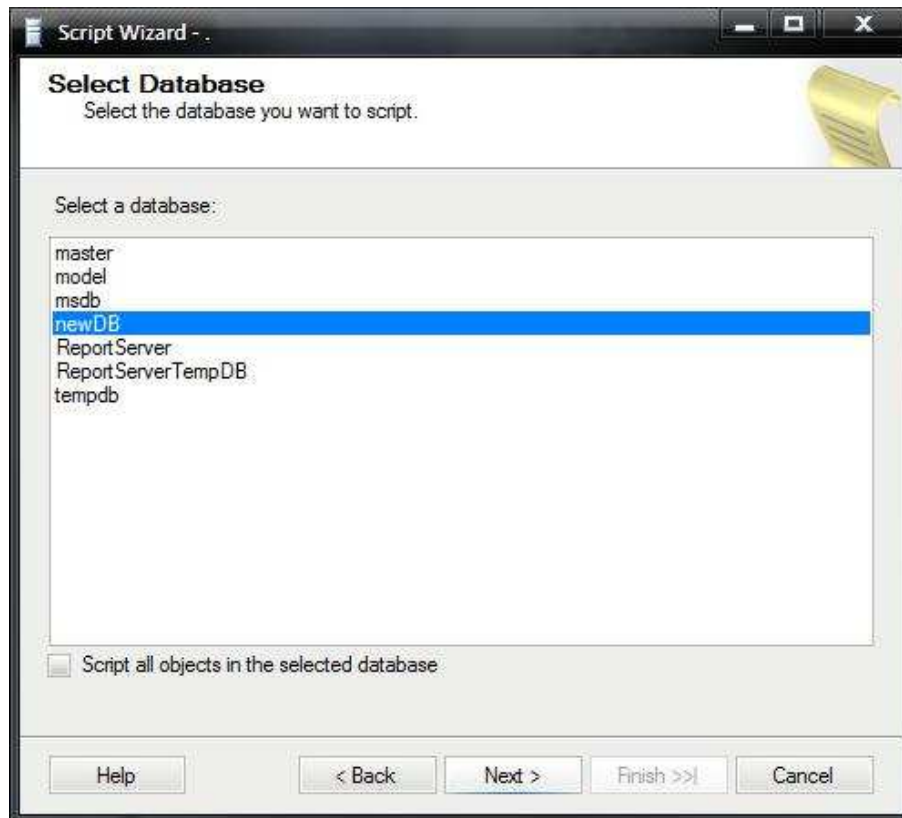 Script Wizard - .
Select Database
Select the database you want to script.
Select a database:
master
model
msdb
newDB
ReportServer
ReportServerTempDB
tempdb
Script all objects in the selected database
Help
< Back
Next >
Finish >>|
Cancel